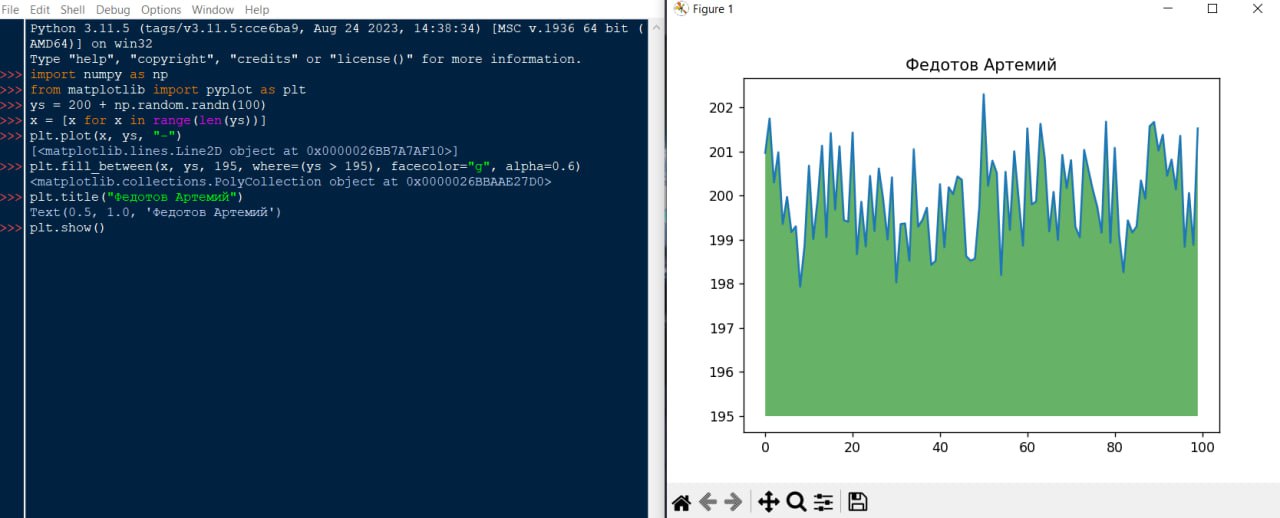 File Edit Shell Debug Options Window Help
Python 3.11.5 (tags/v3.11.5:cce6ba9, Aug 24 2023, 14:38:34) [MSC v.1936 64 bit (
AMD64)] on win32
Type "help", "copyright", "credits" or "license()" for more information.
>>> import numpy as np
>>> from matplotlib import pyplot as plt
>>> ys = 200 + np.random.randn(100)
>>> x = [x for x in range(len(ys))]
>>> plt.plot(x, ys, "-")
[<matplotlib.lines.Line2D object at 0x0000026BB7A7AF10>]
>>> plt.fill_between(x, ys, 195, where=(ys > 195), facecolor="g", alpha=0.6)
<matplotlib.collections.PolyCollection object at 0x0000026BBAAE27D0>
>>> plt.title("Федотов Артемий")
Text(0.5, 1.0, 'Федотов Артемий')
>>> plt.show()
Figure 1
Федотов Артемий
202
201
200
199
198
197
196
195
0 20 40 60 80 100